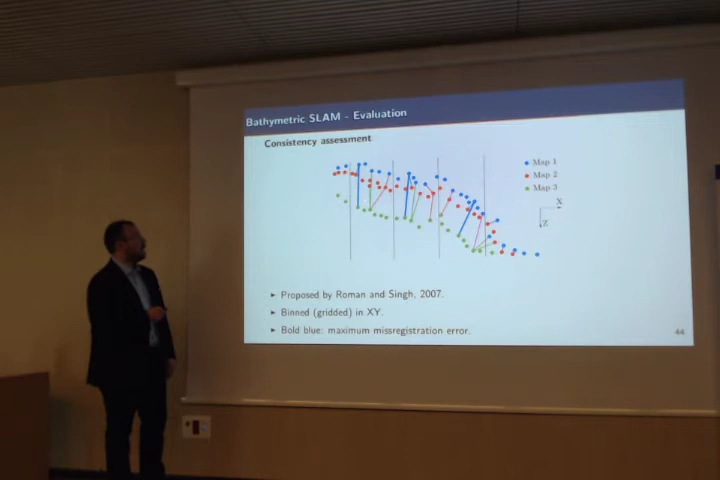 Bathymetric SLAM - Evaluation
Consistency assessment
Map 1
Map 2
Map 3
X
Z
► Proposed by Roman and Singh, 2007.
► Binned (gridded) in XY.
► Bold blue: maximum missregistration error.
44